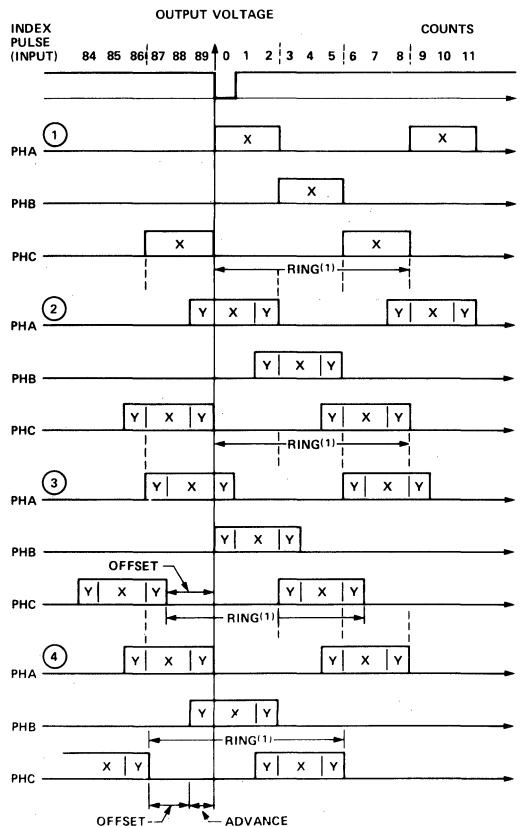 OUTPUT VOLTAGE
INDEX PULSE (INPUT)
COUNTS
84 85 86 87 88 89 0 1 2 3 4 5 6 7 8 9 10 11
1
PHA X X
PHB X
PHC X X
RING(1)
2
PHA Y X Y Y X Y
PHB Y X Y
PHC Y X Y Y X Y
RING(1)
3
PHA Y X Y Y X Y
PHB Y X Y
OFFSET
PHC Y X Y Y X Y
RING(1)
4
PHA Y X Y Y X Y
PHB Y X Y
RING(1)
PHC X Y Y X Y
OFFSET ADVANCE